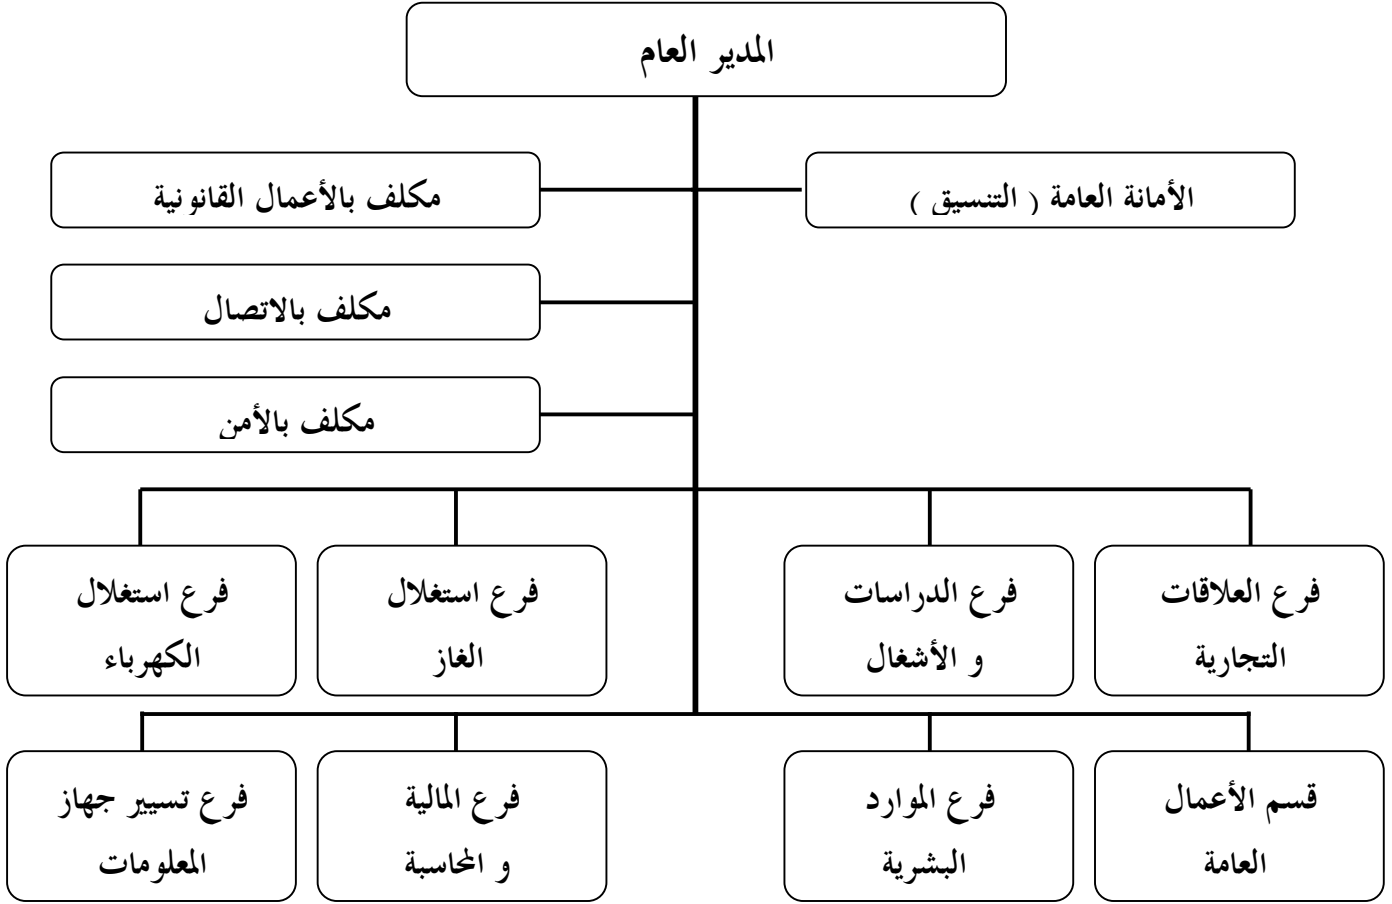 المدير العام
الأمانة العامة ( التنسيق )
مكلف بالأعمال القانونية
مكلف بالاتصال
مكلف بالأمن
فرع العلاقات
التجارية
فرع الدراسات
و الأشغال
فرع استغلال
الغاز
فرع استغلال
الكهرباء
قسم الأعمال
العامة
فرع الموارد
البشرية
فرع المالية
و المحاسبة
فرع تسيير جهاز
المعلومات